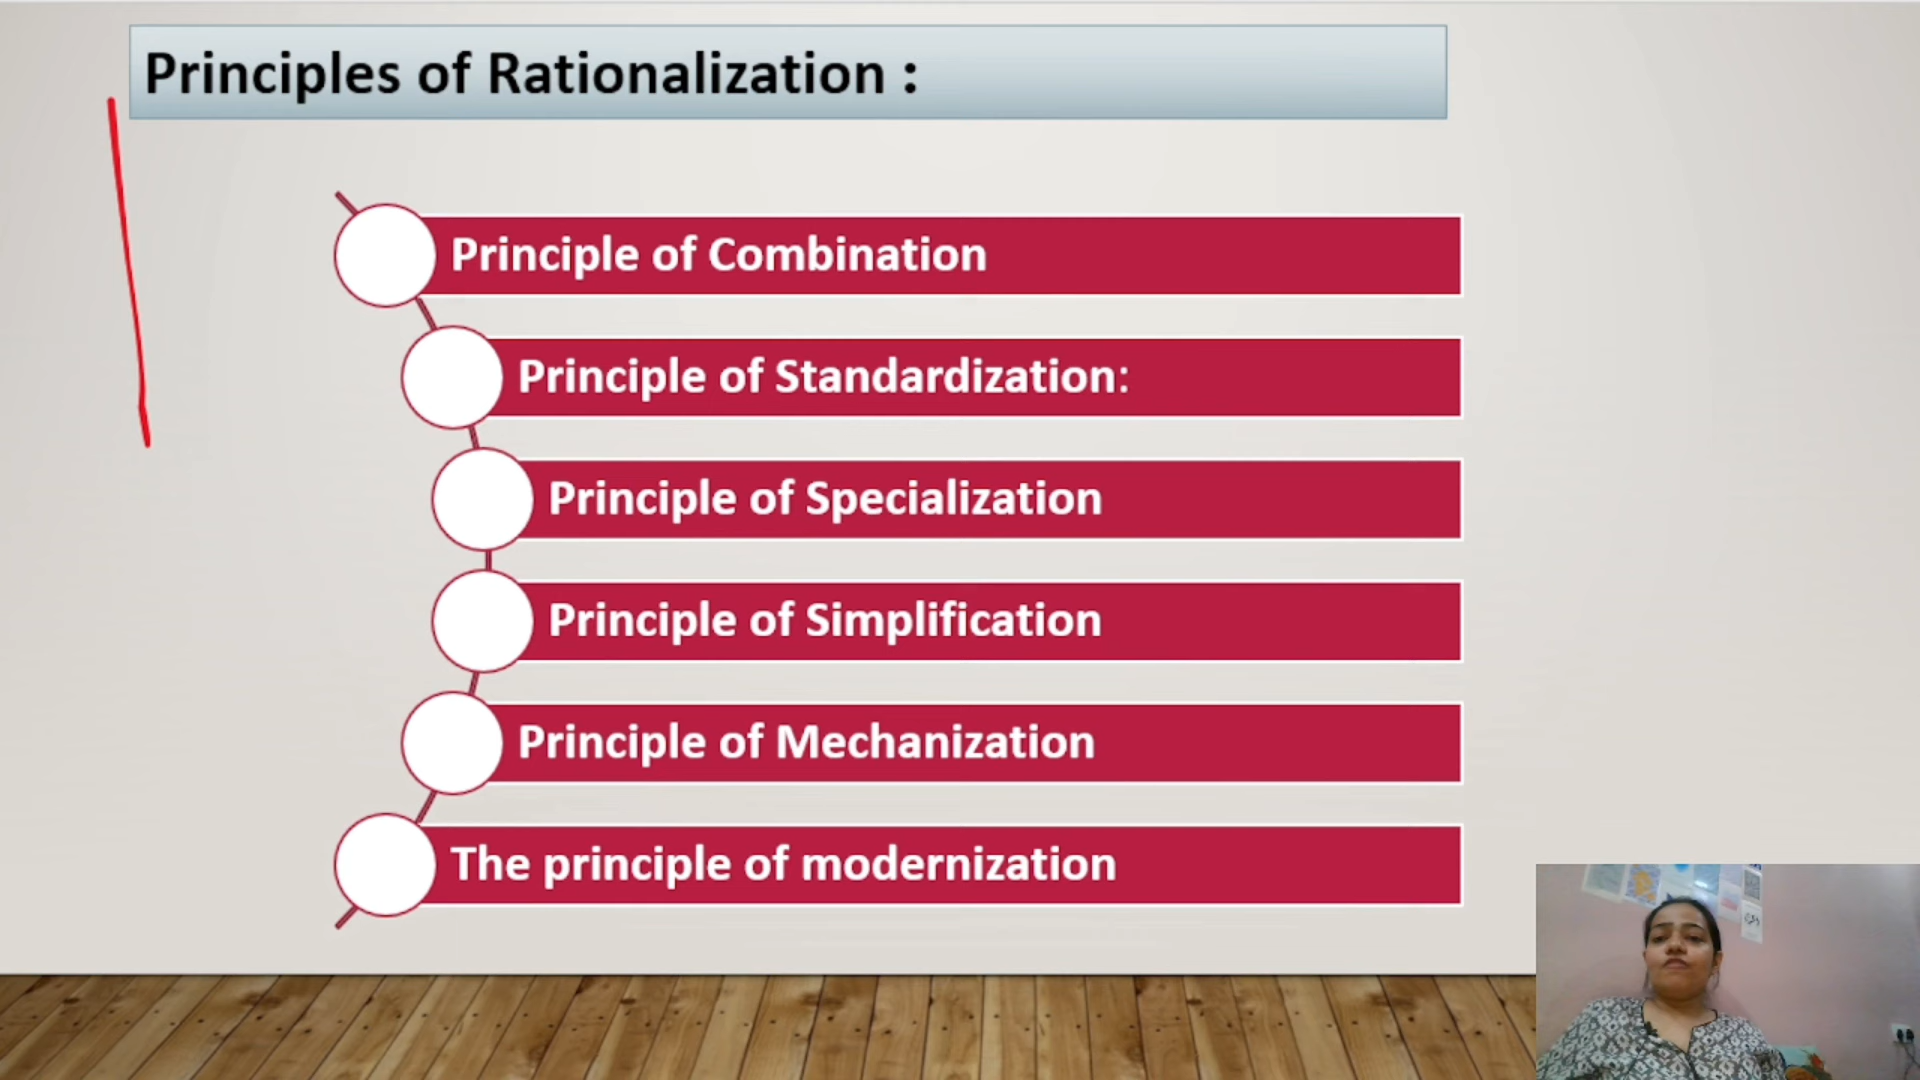 Principles of Rationalization :
Principle of Combination
Principle of Standardization:
Principle of Specialization
Principle of Simplification
Principle of Mechanization
The principle of modernization